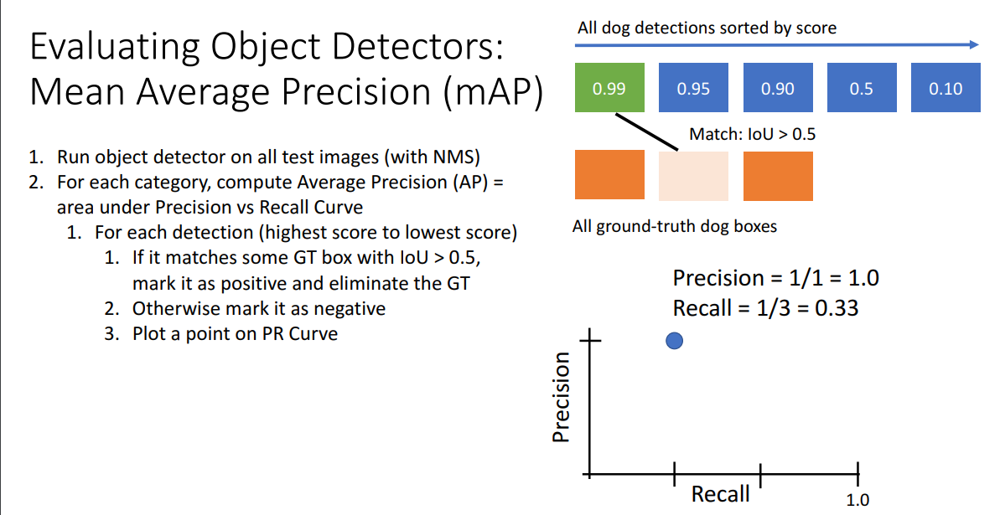 Evaluating Object Detectors:
Mean Average Precision (mAP)
1. Run object detector on all test images (with NMS)
2. For each category, compute Average Precision (AP) =
area under Precision vs Recall Curve
1. For each detection (highest score to lowest score)
1. If it matches some GT box with IoU > 0.5,
mark it as positive and eliminate the GT
2. Otherwise mark it as negative
3. Plot a point on PR Curve
All dog detections sorted by score
0.99 0.95 0.90 0.5 0.10
Match: IoU > 0.5
All ground-truth dog boxes
Precision = 1/1 = 1.0
Recall = 1/3 = 0.33
Precision
Recall
1.0